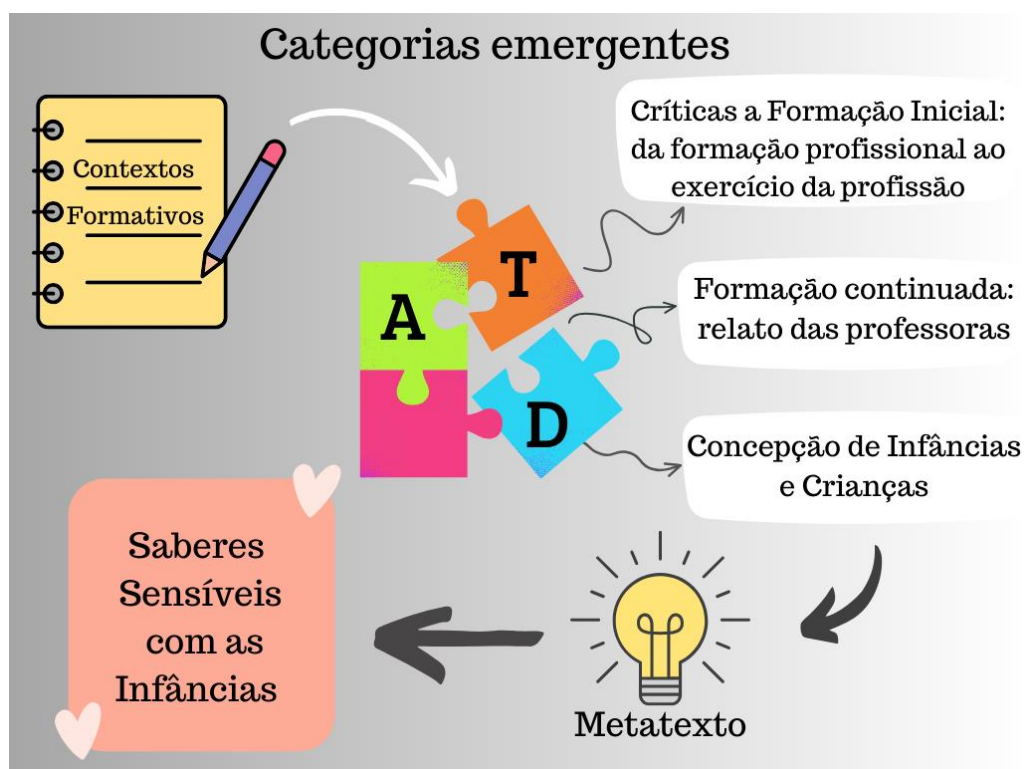 Categorias emergentes
Contextos
Formativos
A
T
D
Críticas a Formação Inicial:
da formação profissional ao
exercício da profissão
Formação continuada:
relato das professoras
Concepção de Infâncias
e Crianças
Metatexto
Saberes
Sensíveis
com as
Infâncias